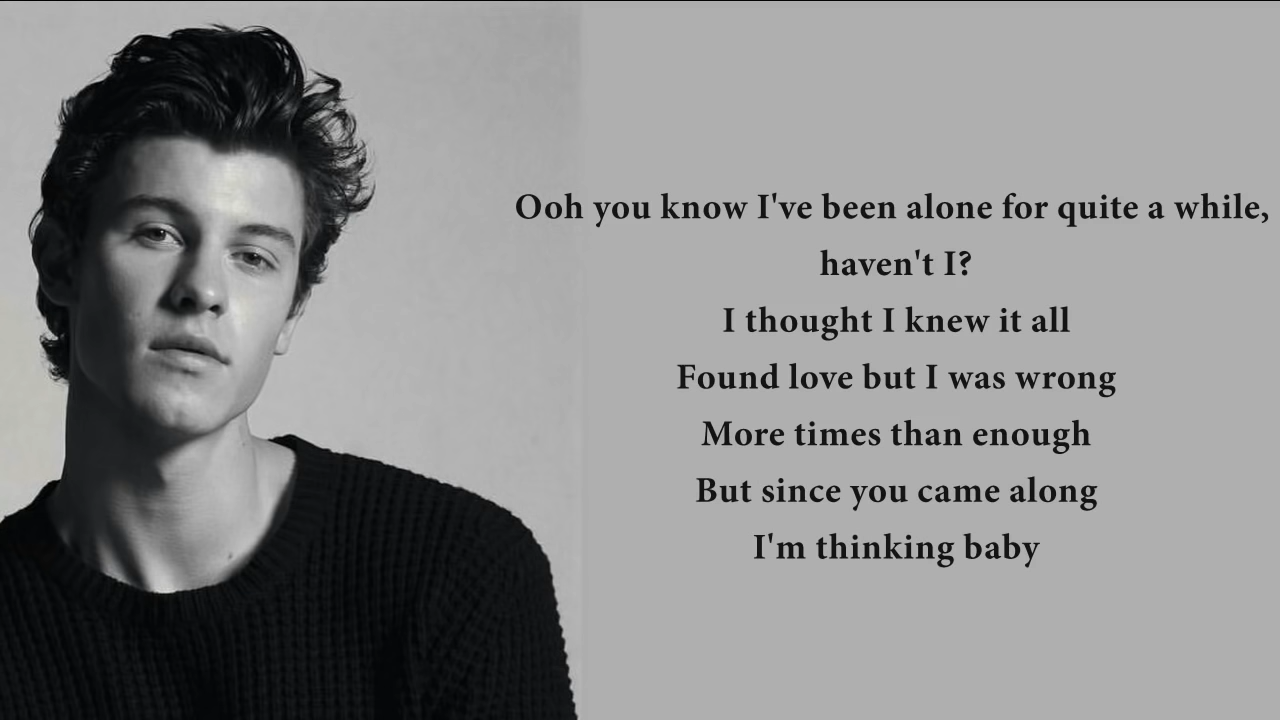 Ooh you know I've been alone for quite a while,
haven't I?
I thought I knew it all
Found love but I was wrong
More times than enough
But since you came along
I'm thinking baby